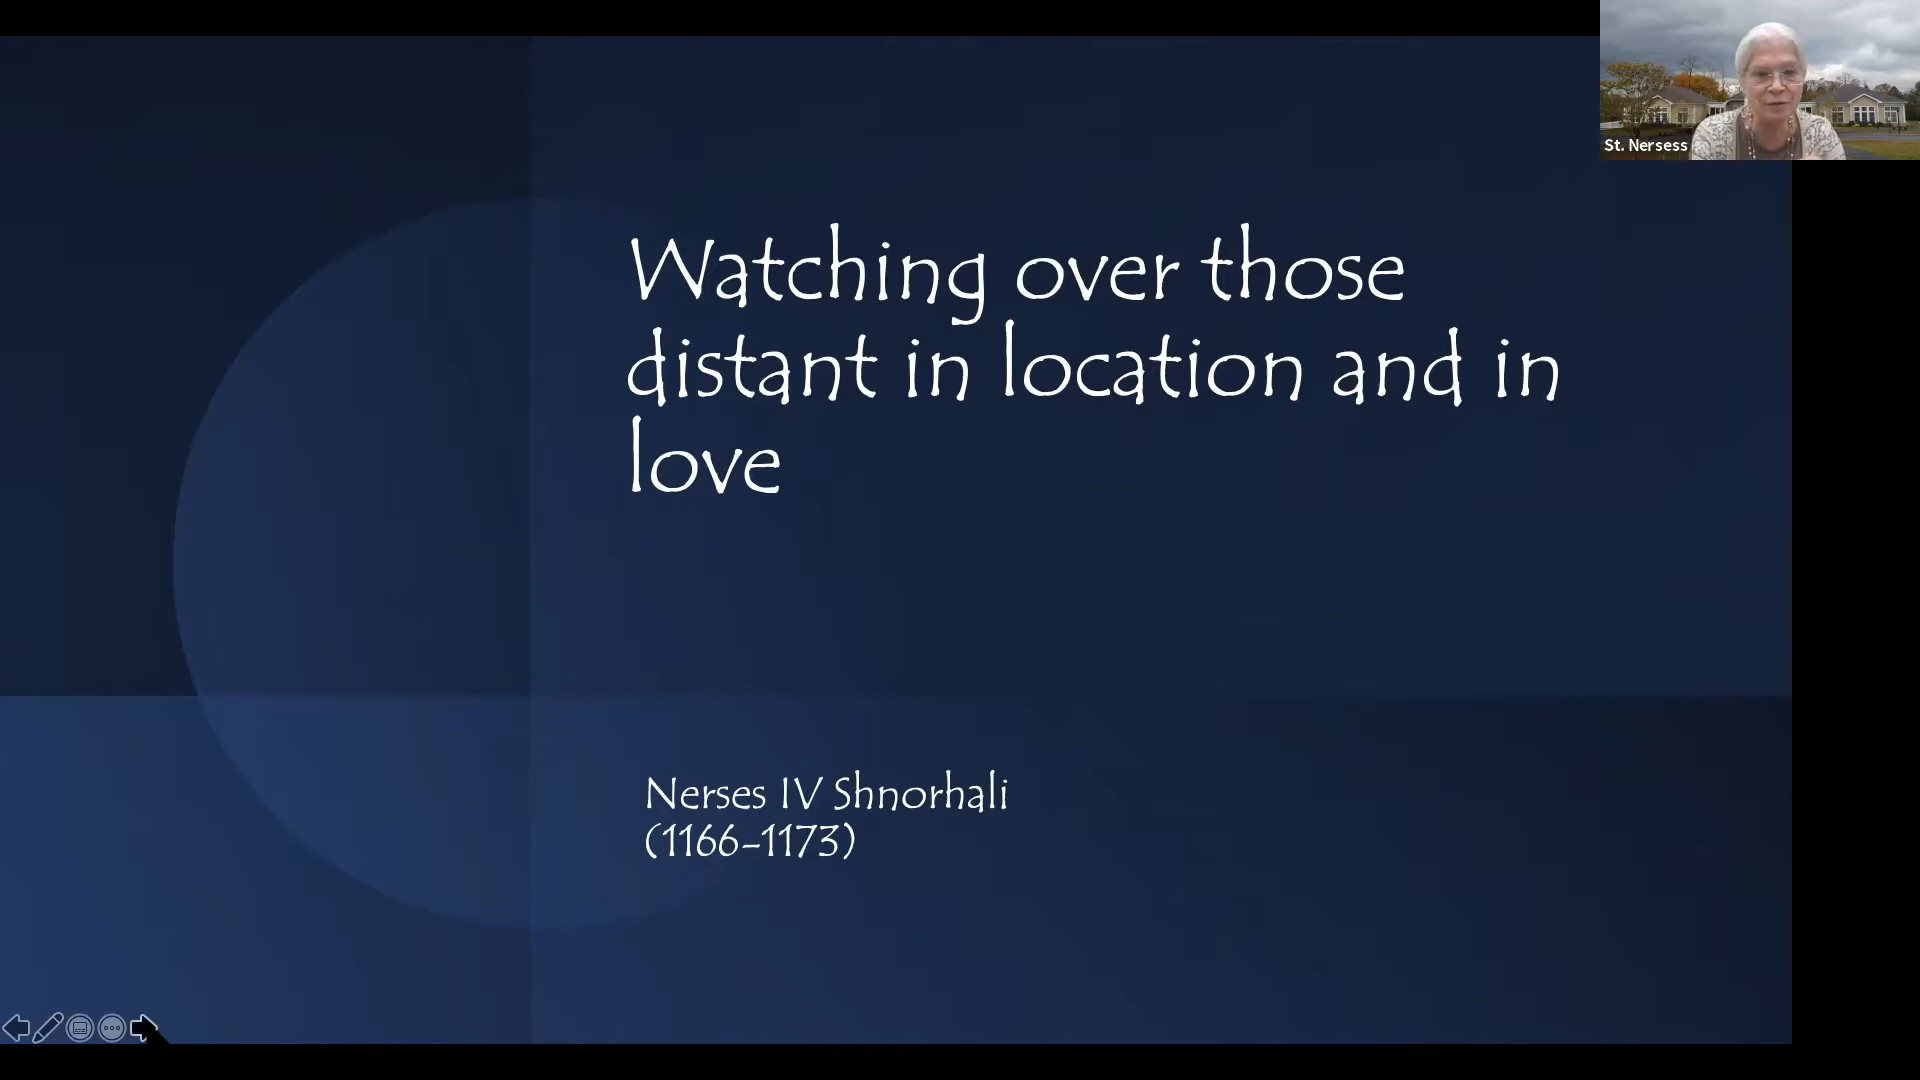 St. Nersess
Watching over those
distant in location and in
love
Nerses IV Shnorhali
(1166-1173)